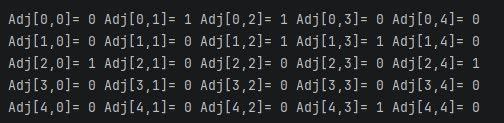 Adj[0,0]= 0 Adj[0,1]= 1 Adj[0,2]= 1 Adj[0,3]= 0 Adj[0,4]= 0
Adj[1,0]= 0 Adj[1,1]= 0 Adj[1,2]= 1 Adj[1,3]= 1 Adj[1,4]= 0
Adj[2,0]= 1 Adj[2,1]= 0 Adj[2,2]= 0 Adj[2,3]= 0 Adj[2,4]= 1
Adj[3,0]= 0 Adj[3,1]= 0 Adj[3,2]= 0 Adj[3,3]= 0 Adj[3,4]= 0
Adj[4,0]= 0 Adj[4,1]= 0 Adj[4,2]= 0 Adj[4,3]= 1 Adj[4,4]= 0